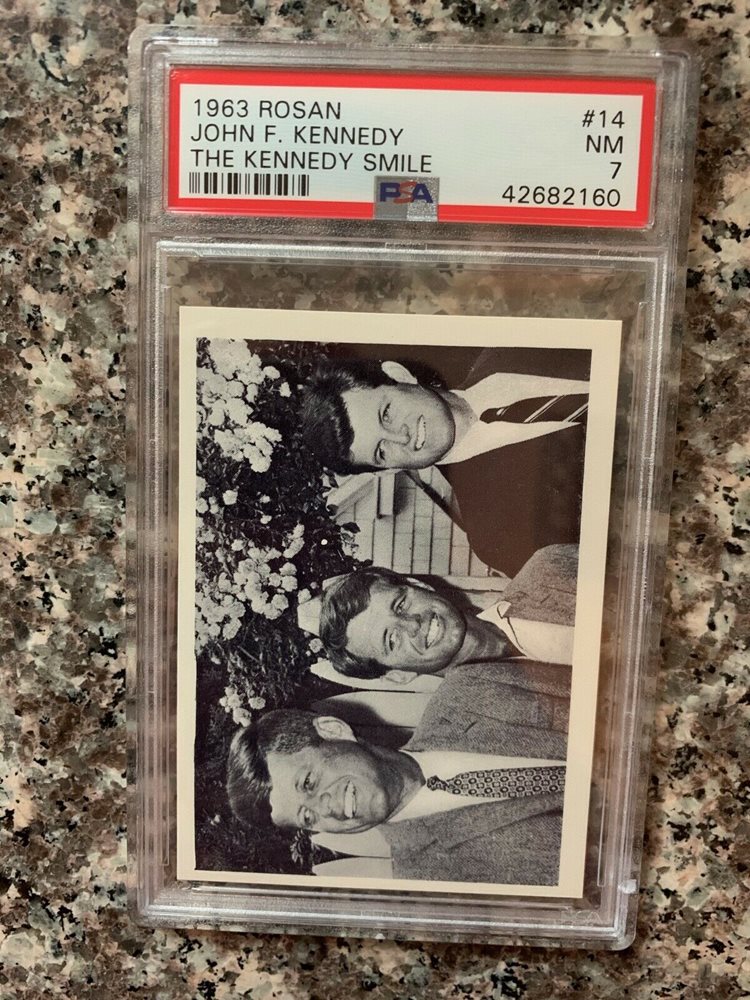 1963 ROSAN #14
JOHN F. KENNEDY NM
THE KENNEDY SMILE 7
PSA 42682160